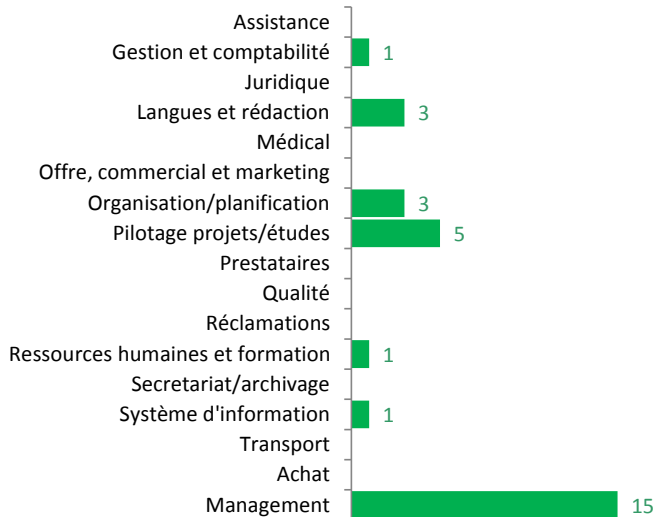 Assistance
Gestion et comptabilité 1
Juridique
Langues et rédaction 3
Médical
Offre, commercial et marketing
Organisation/planification 3
Pilotage projets/études 5
Prestataires
Qualité
Réclamations
Ressources humaines et formation 1
Secretariat/archivage
Système d'information 1
Transport
Achat
Management 15